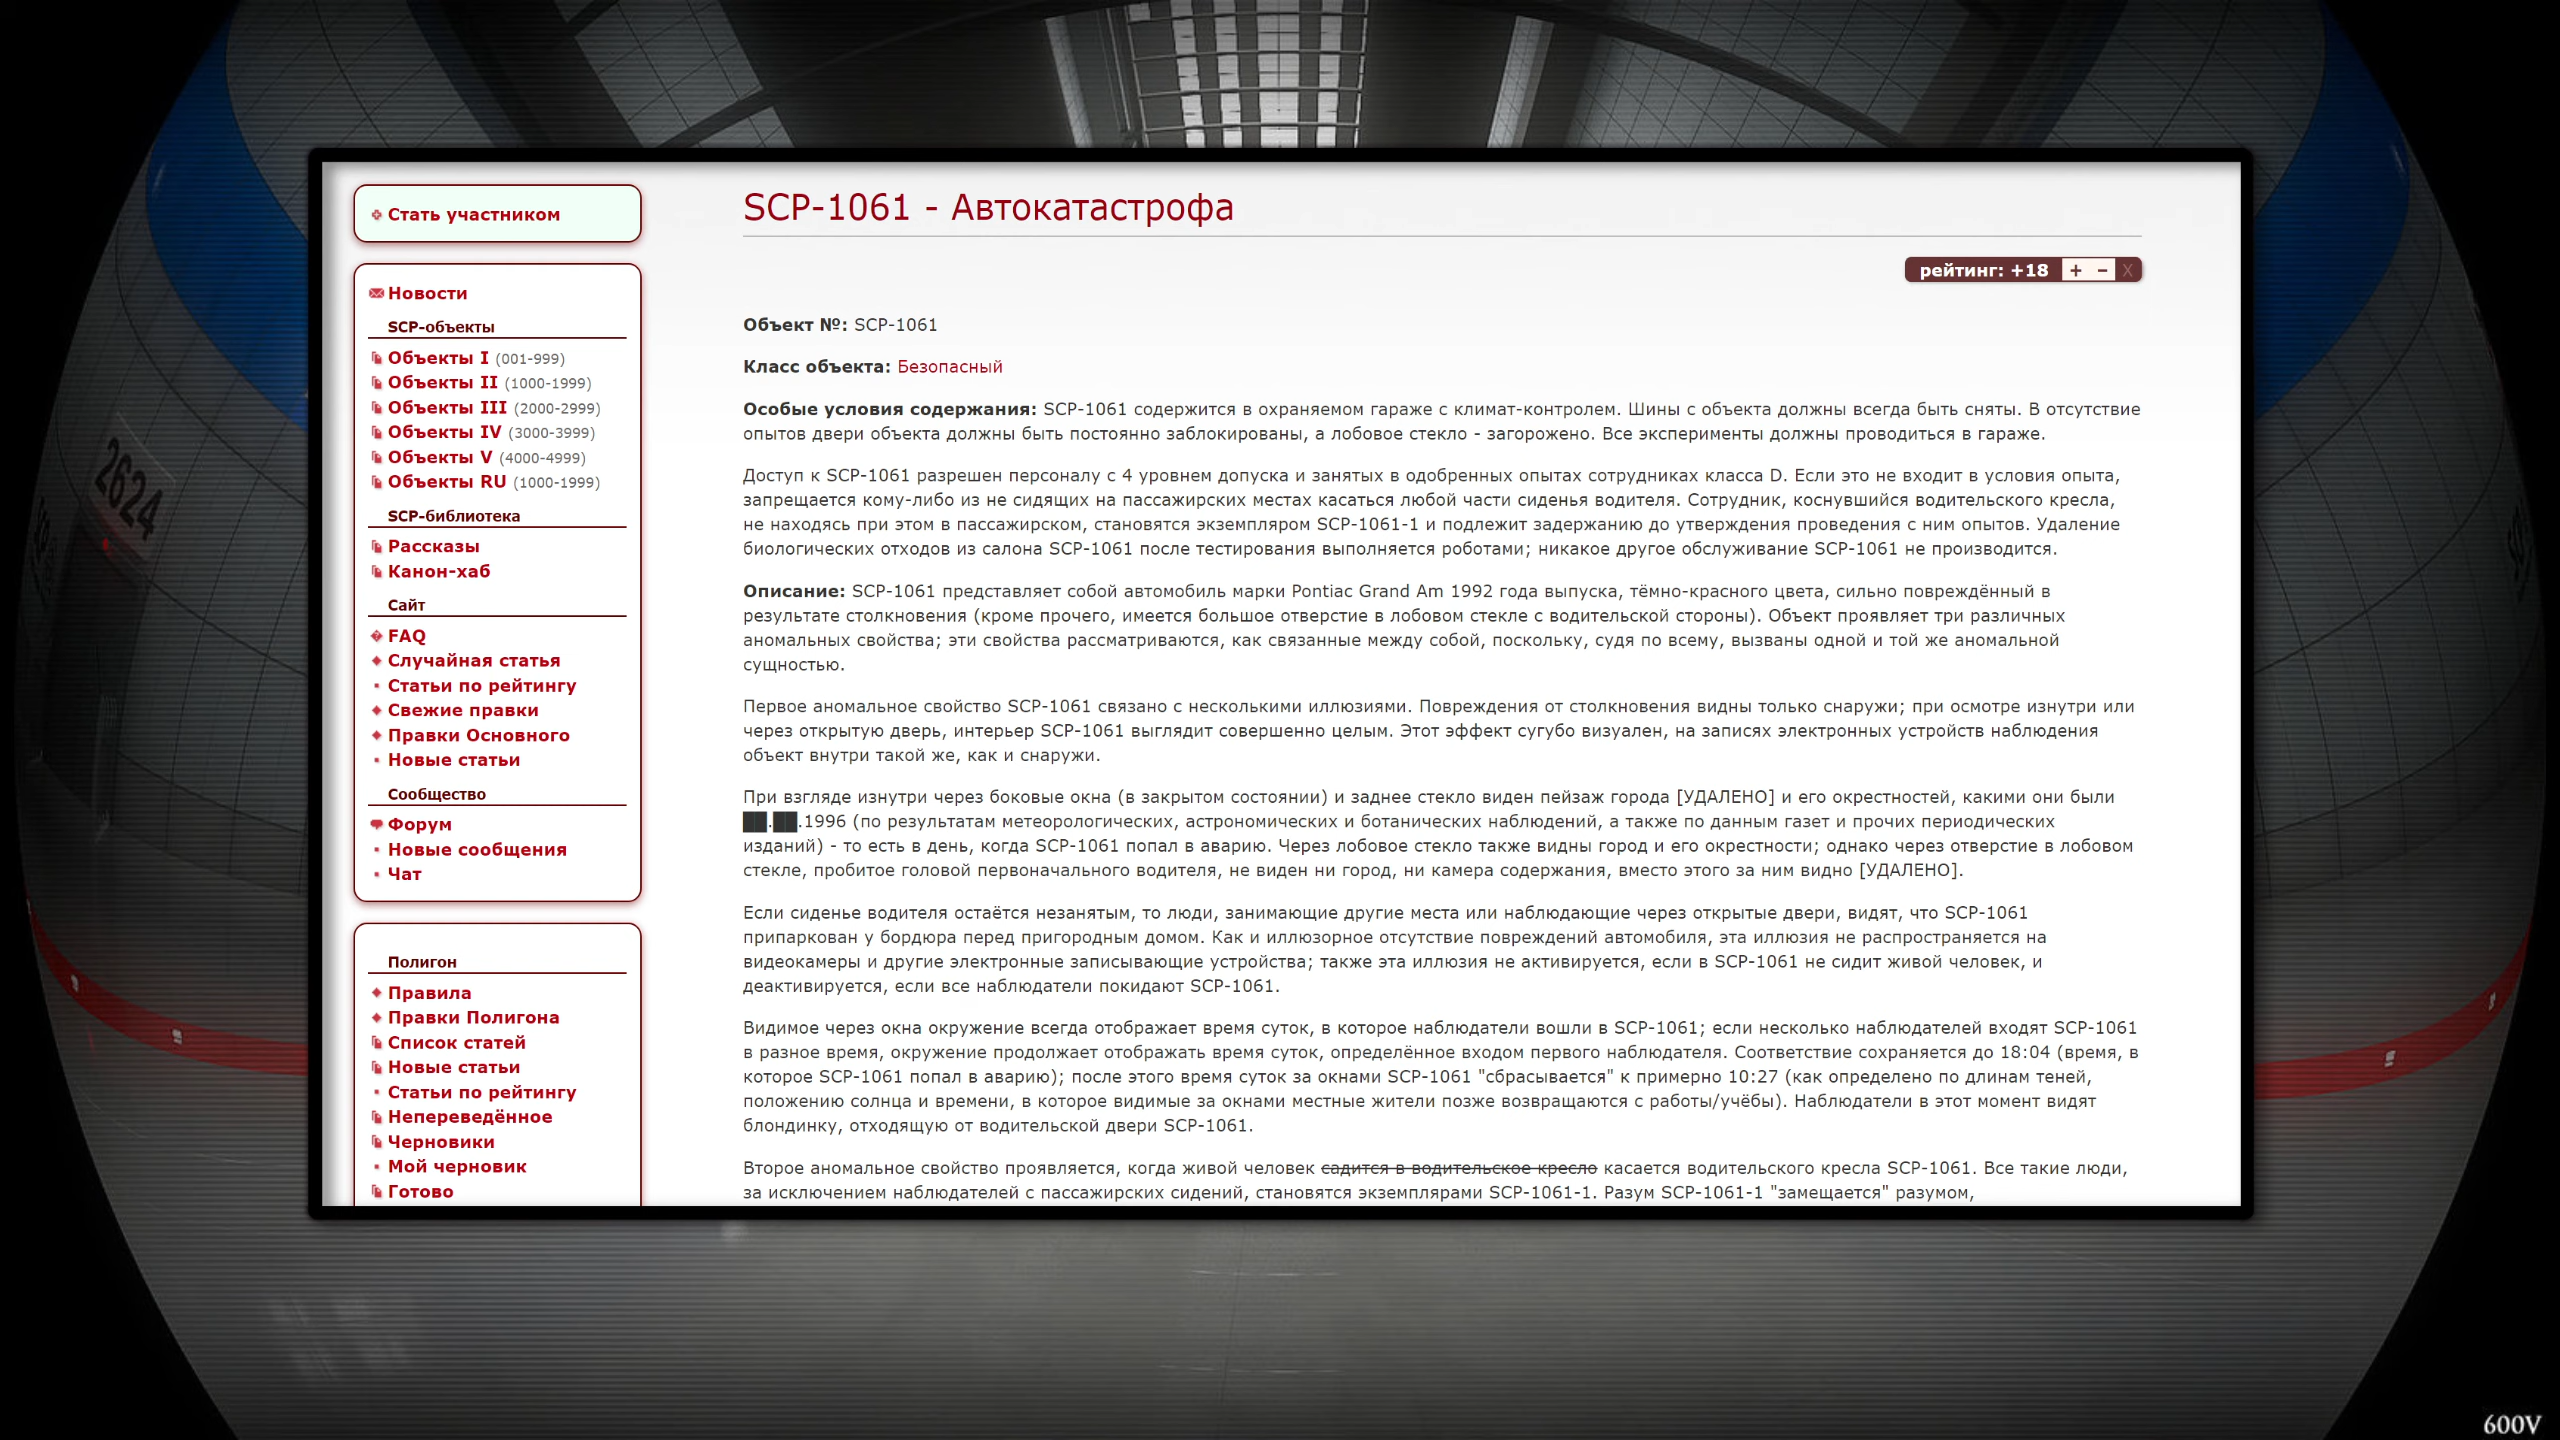 Стать участником
Новости
SCP-объекты
Объекты I (001-999)
Объекты II (1000-1999)
Объекты III (2000-2999)
Объекты IV (3000-3999)
Объекты V (4000-4999)
Объекты RU (1000-1999)
SCP-библиотека
Рассказы
Канон-хаб
Сайт
FAQ
Случайная статья
Статьи по рейтингу
Свежие правки
Правки Основного
Новые статьи
Сообщество
Форум
Новые сообщения
Чат
Полигон
Правила
Правки Полигона
Список статей
Новые статьи
Статьи по рейтингу
Непереведённое
Черновики
Мой черновик
Готово
SCP-1061 - Автокатастрофа
рейтинг: +18 + − X
Объект №: SCP-1061
Класс объекта: Безопасный
Особые условия содержания: SCP-1061 содержится в охраняемом гараже с климат-контролем. Шины с объекта должны всегда быть сняты. В отсутствие
опытов двери объекта должны быть постоянно заблокированы, а лобовое стекло - загорожено. Все эксперименты должны проводиться в гараже.
Доступ к SCP-1061 разрешен персоналу с 4 уровнем допуска и занятых в одобренных опытах сотрудниках класса D. Если это не входит в условия опыта,
запрещается кому-либо из не сидящих на пассажирских местах касаться любой части сиденья водителя. Сотрудник, коснувшийся водительского кресла,
не находясь при этом в пассажирском, становятся экземпляром SCP-1061-1 и подлежит задержанию до утверждения проведения с ним опытов. Удаление
биологических отходов из салона SCP-1061 после тестирования выполняется роботами; никакое другое обслуживание SCP-1061 не производится.
Описание: SCP-1061 представляет собой автомобиль марки Pontiac Grand Am 1992 года выпуска, тёмно-красного цвета, сильно повреждённый в
результате столкновения (кроме прочего, имеется большое отверстие в лобовом стекле с водительской стороны). Объект проявляет три различных
аномальных свойства; эти свойства рассматриваются, как связанные между собой, поскольку, судя по всему, вызваны одной и той же аномальной
сущностью.
Первое аномальное свойство SCP-1061 связано с несколькими иллюзиями. Повреждения от столкновения видны только снаружи; при осмотре изнутри или
через открытую дверь, интерьер SCP-1061 выглядит совершенно целым. Этот эффект сугубо визуален, на записях электронных устройств наблюдения
объект внутри такой же, как и снаружи.
При взгляде изнутри через боковые окна (в закрытом состоянии) и заднее стекло виден пейзаж города [УДАЛЕНО] и его окрестностей, какими они были
██.██.1996 (по результатам метеорологических, астрономических и ботанических наблюдений, а также по данным газет и прочих периодических
изданий) - то есть в день, когда SCP-1061 попал в аварию. Через лобовое стекло также видны город и его окрестности; однако через отверстие в лобовом
стекле, пробитое головой первоначального водителя, не виден ни город, ни камера содержания, вместо этого за ним видно [УДАЛЕНО].
Если сиденье водителя остаётся незанятым, то люди, занимающие другие места или наблюдающие через открытые двери, видят, что SCP-1061
припаркован у бордюра перед пригородным домом. Как и иллюзорное отсутствие повреждений автомобиля, эта иллюзия не распространяется на
видеокамеры и другие электронные записывающие устройства; также эта иллюзия не активируется, если в SCP-1061 не сидит живой человек, и
деактивируется, если все наблюдатели покидают SCP-1061.
Видимое через окна окружение всегда отображает время суток, в которое наблюдатели вошли в SCP-1061; если несколько наблюдателей входят SCP-1061
в разное время, окружение продолжает отображать время суток, определённое входом первого наблюдателя. Соответствие сохраняется до 18:04 (время, в
которое SCP-1061 попал в аварию); после этого время суток за окнами SCP-1061 "сбрасывается" к примерно 10:27 (как определено по длинам теней,
положению солнца и времени, в которое видимые за окнами местные жители позже возвращаются с работы/учёбы). Наблюдатели в этот момент видят
блондинку, отходящую от водительской двери SCP-1061.
Второе аномальное свойство проявляется, когда живой человек садится в водительское кресло касается водительского кресла SCP-1061. Все такие люди,
за исключением наблюдателей с пассажирских сидений, становятся экземплярами SCP-1061-1. Разум SCP-1061-1 "замещается" разумом,
2624
600V